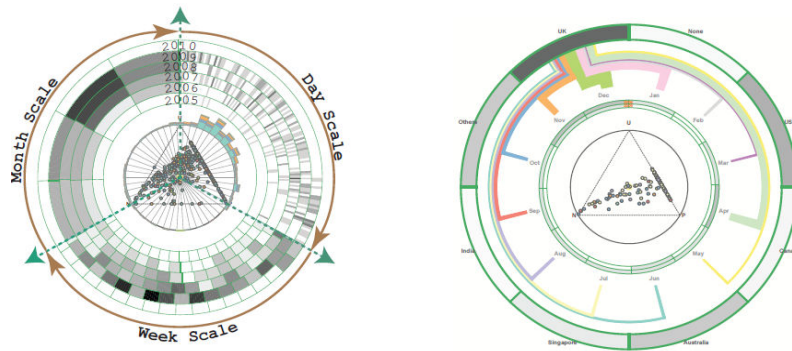 2010
2009
2008
2007
2006
2005
Month Scale
Day Scale
Week Scale
UK
None
US
Others
India
Singapore
Australia
Dec
Jan
Nov
Feb
Oct
Mar
Sep
Apr
Aug
May
Jul
Jun
U
N
P